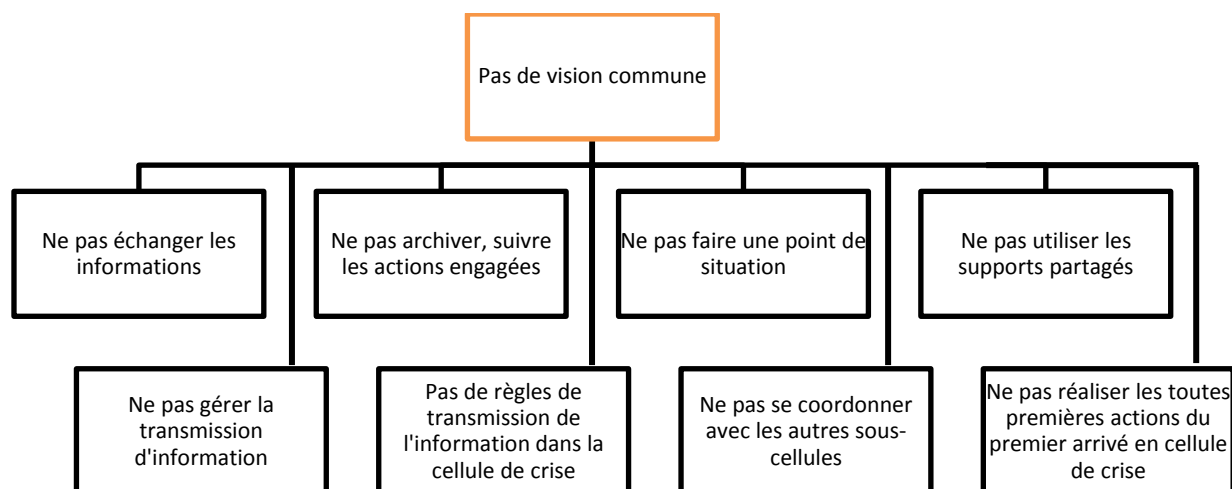 Pas de vision commune
Ne pas échanger les
informations
Ne pas archiver, suivre
les actions engagées
Ne pas faire une point de
situation
Ne pas utiliser les
supports partagés
Ne pas gérer la
transmission
d'information
Pas de règles de
transmission de
l'information dans la
cellule de crise
Ne pas se coordonner
avec les autres sous-
cellules
Ne pas réaliser les toutes
premières actions du
premier arrivé en cellule
de crise